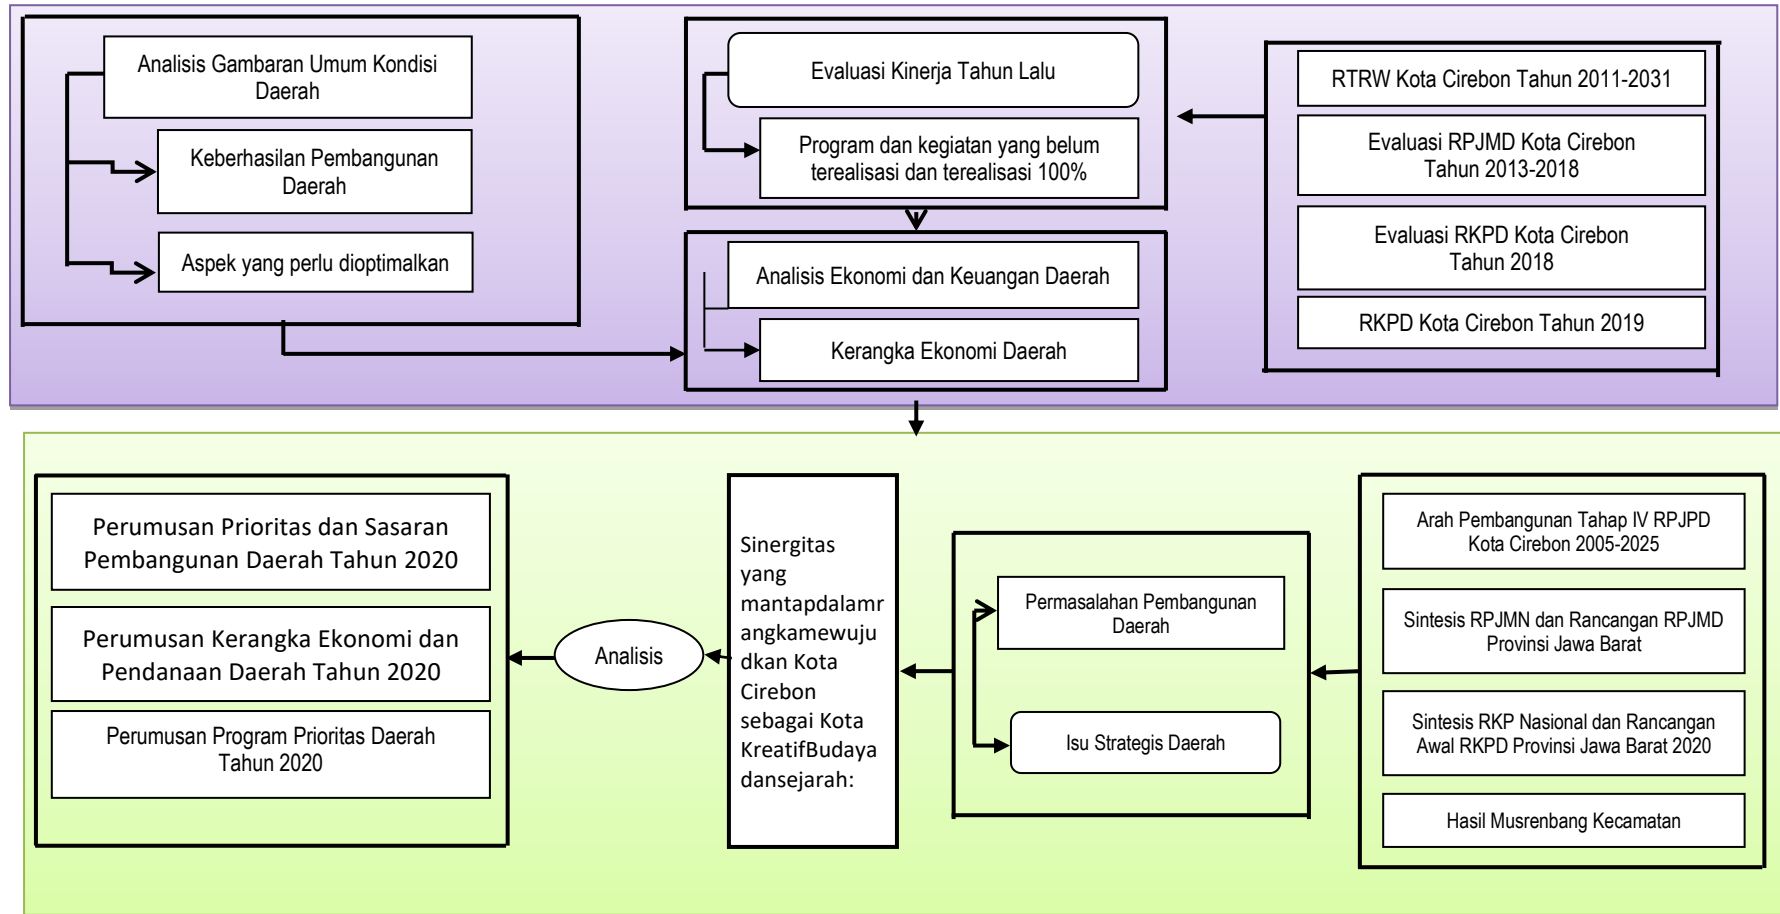 Analisis Gambaran Umum Kondisi
Daerah
Keberhasilan Pembangunan
Daerah
Aspek yang perlu dioptimalkan
Evaluasi Kinerja Tahun Lalu
Program dan kegiatan yang belum
terealisasi dan terealisasi 100%
Analisis Ekonomi dan Keuangan Daerah
Kerangka Ekonomi Daerah
RTRW Kota Cirebon Tahun 2011-2031
Evaluasi RPJMD Kota Cirebon
Tahun 2013-2018
Evaluasi RKPD Kota Cirebon
Tahun 2018
RKPD Kota Cirebon Tahun 2019
Perumusan Prioritas dan Sasaran
Pembangunan Daerah Tahun 2020
Perumusan Kerangka Ekonomi dan
Pendanaan Daerah Tahun 2020
Perumusan Program Prioritas Daerah
Tahun 2020
Analisis
Sinergitas
yang
mantapdalamr
angkamewuju
dkan Kota
Cirebon
sebagai Kota
KreatifBudaya
dansejarah:
Permasalahan Pembangunan
Daerah
Isu Strategis Daerah
Arah Pembangunan Tahap IV RPJPD
Kota Cirebon 2005-2025
Sintesis RPJMN dan Rancangan RPJMD
Provinsi Jawa Barat
Sintesis RKP Nasional dan Rancangan
Awal RKPD Provinsi Jawa Barat 2020
Hasil Musrenbang Kecamatan